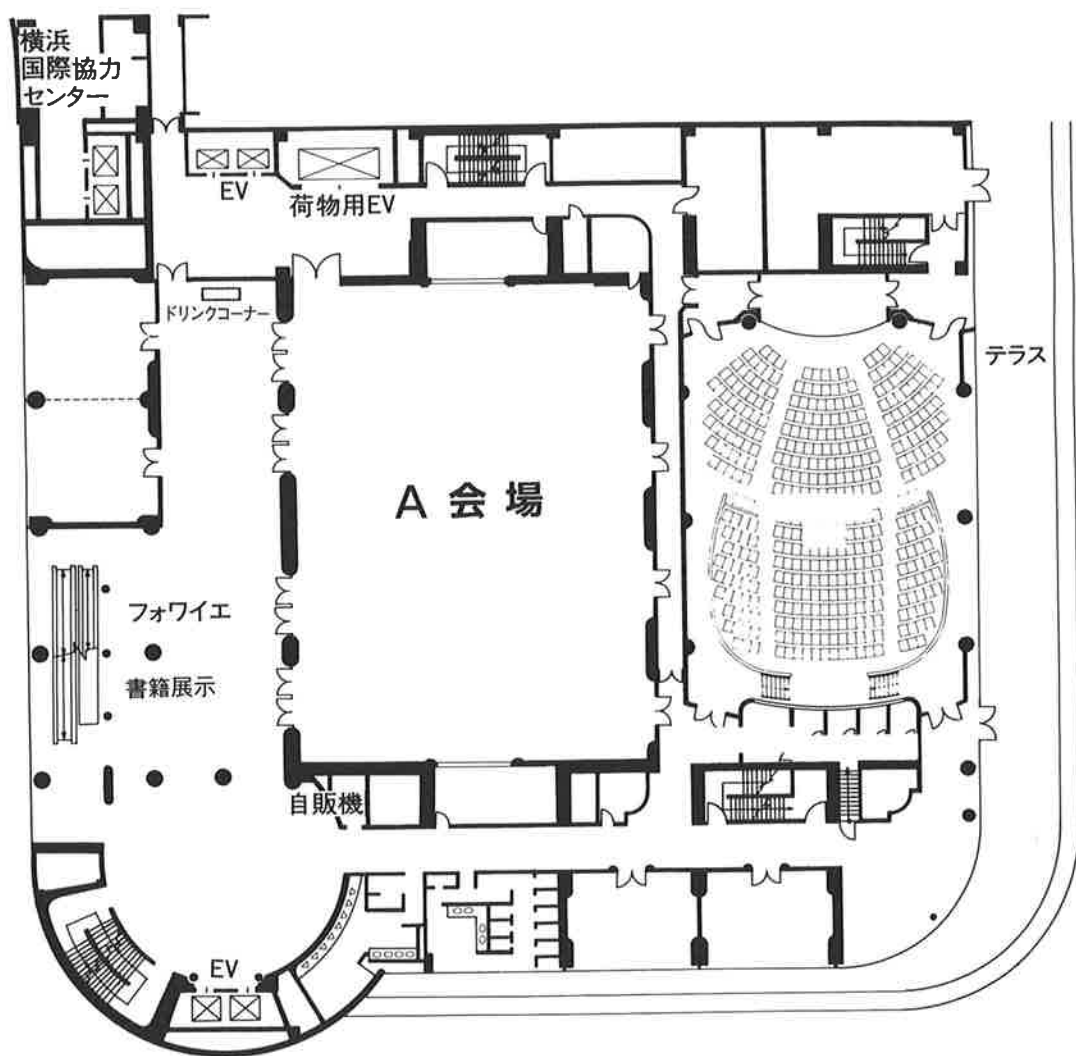 横浜
国際協力
センター
EV
荷物用EV
ドリンクコーナー
テラス
A会場
フォワイエ
書籍展示
自販機
EV